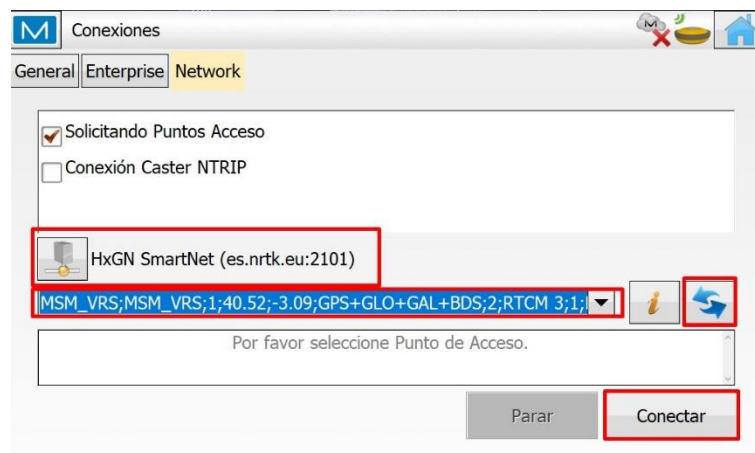 M Conexiones
General Enterprise Network
Solicitando Puntos Acceso
Conexión Caster NTRIP
HxGN SmartNet (es.nrtk.eu:2101)
MSM_VRS;MSM_VRS;1;40.52;-3.09;GPS+GLO+GAL+BDS;2;RTCM 3;1;
i
Por favor seleccione Punto de Acceso.
Parar Conectar